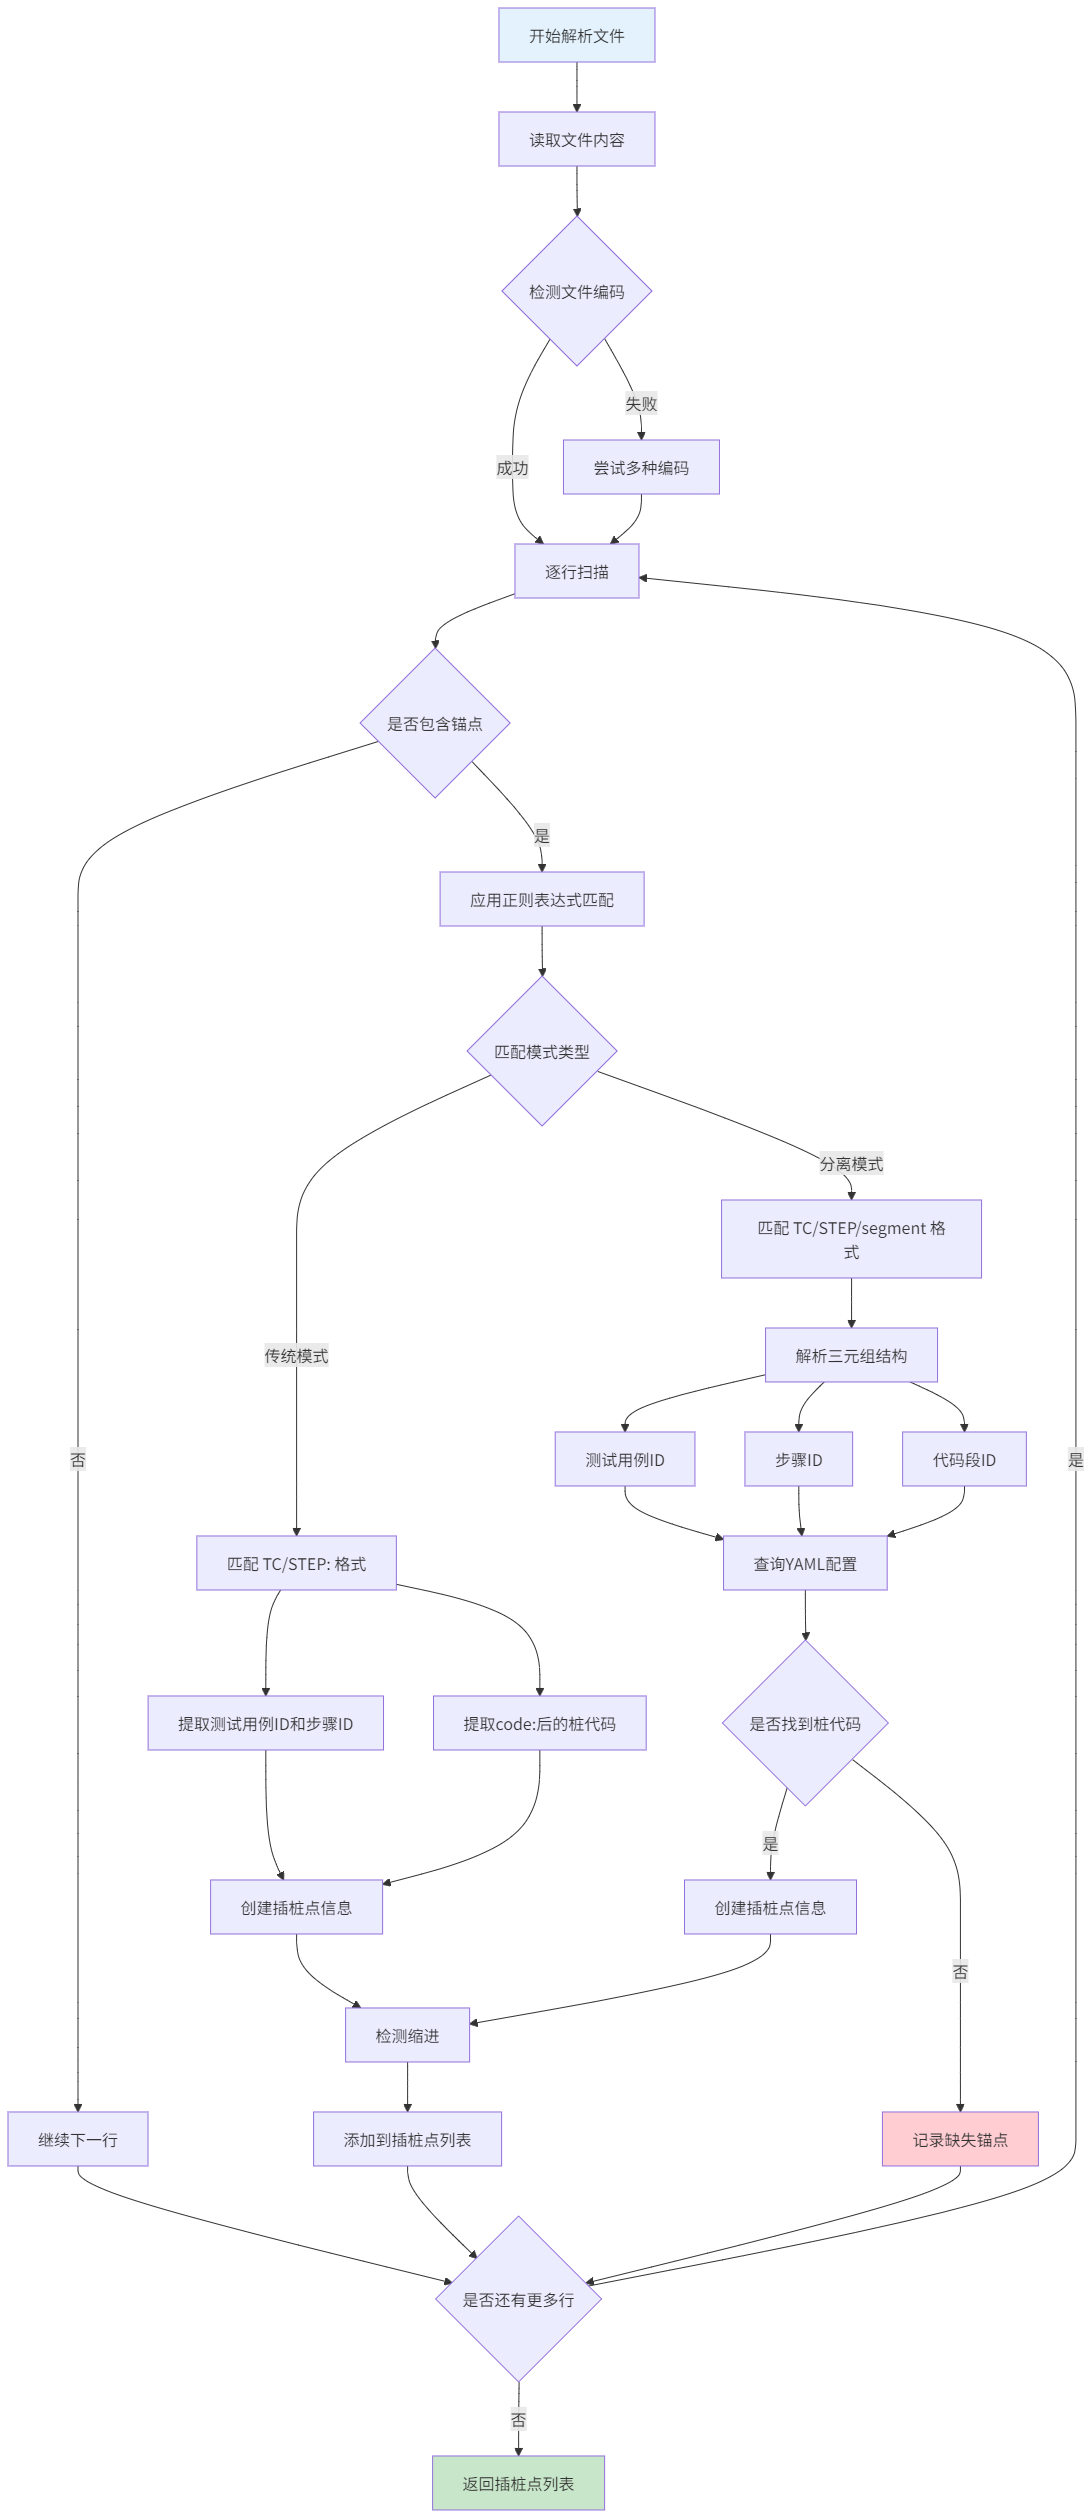 开始解析文件
读取文件内容
检测文件编码
失败
成功
尝试多种编码
逐行扫描
是否包含锚点
是
应用正则表达式匹配
匹配模式类型
分离模式
匹配 TC/STEP/segment 格
式
传统模式
解析三元组结构
否
测试用例ID
步骤ID
代码段ID
是
匹配 TC/STEP: 格式
查询YAML配置
提取测试用例ID和步骤ID
提取code:后的桩代码
是否找到桩代码
是
创建插桩点信息
创建插桩点信息
否
检测缩进
继续下一行
添加到插桩点列表
记录缺失锚点
是否还有更多行
否
返回插桩点列表